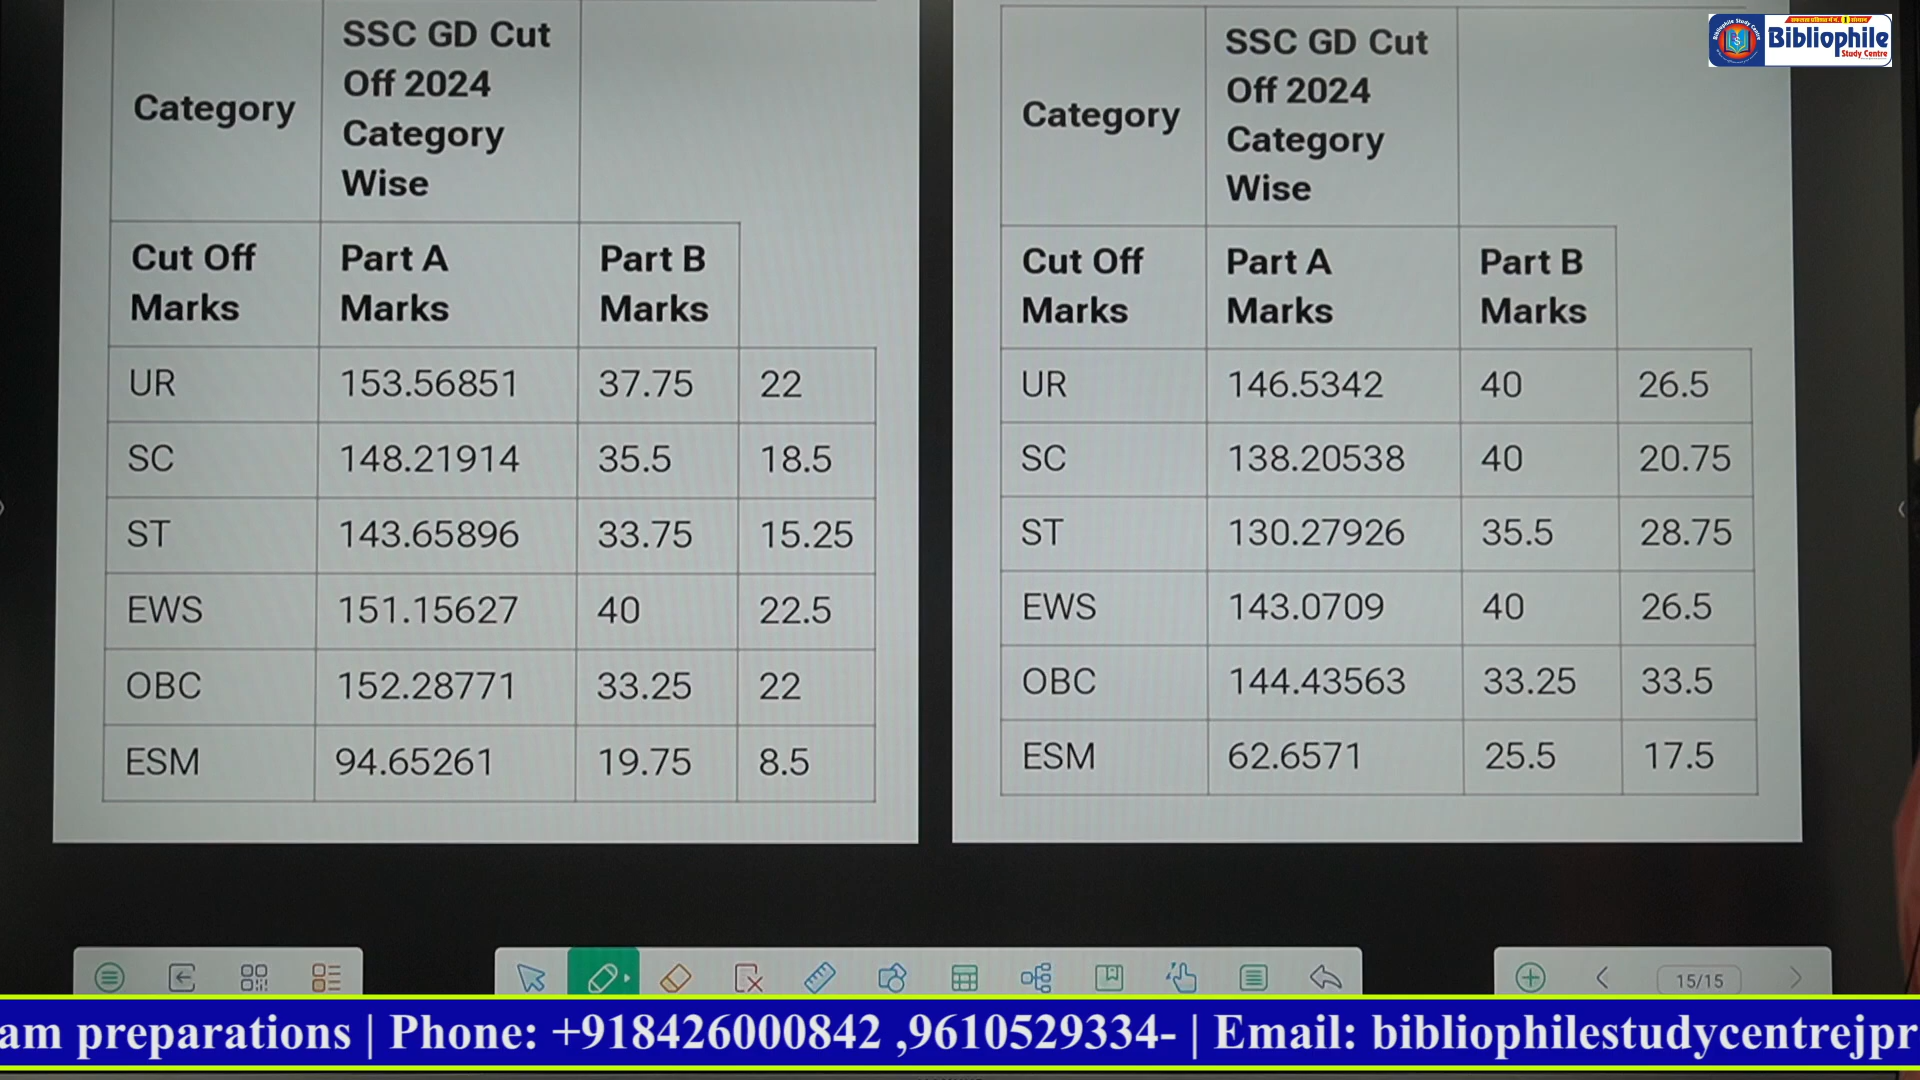 Category
SSC GD Cut
Off 2024
Category
Wise
Cut Off
Marks
Part A
Marks
Part B
Marks
UR 153.56851 37.75 22
SC 148.21914 35.5 18.5
ST 143.65896 33.75 15.25
EWS 151.15627 40 22.5
OBC 152.28771 33.25 22
ESM 94.65261 19.75 8.5
Category
SSC GD Cut
Off 2024
Category
Wise
Cut Off
Marks
Part A
Marks
Part B
Marks
UR 146.5342 40 26.5
SC 138.20538 40 20.75
ST 130.27926 35.5 28.75
EWS 143.0709 40 26.5
OBC 144.43563 33.25 33.5
ESM 62.6571 25.5 17.5
Bibliophile
Study Centre
15/15
am preparations | Phone: +918426000842 ,9610529334- | Email: bibliophilestudycentrejpr